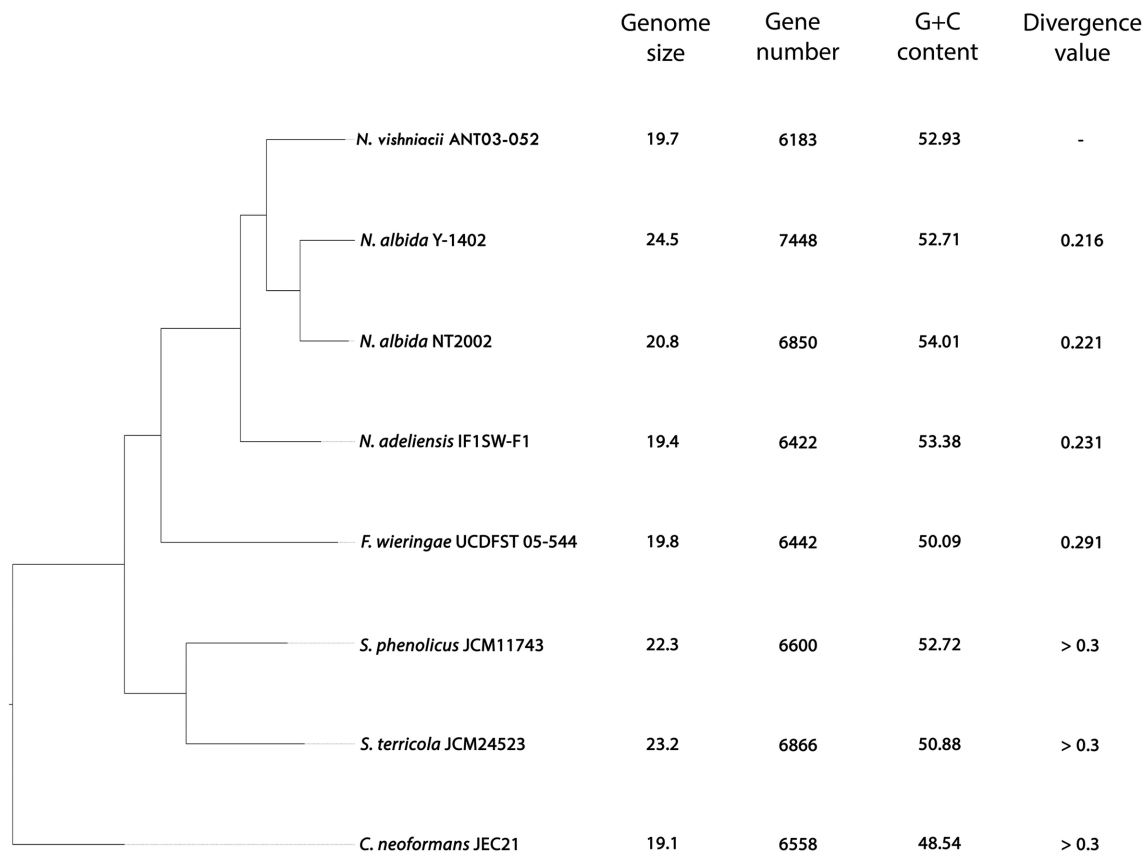 Genome size Gene number G+C content Divergence value
N. vishniacii ANT03-052 19.7 6183 52.93 -
N. albida Y-1402 24.5 7448 52.71 0.216
N. albida NT2002 20.8 6850 54.01 0.221
N. adeliensis IF1SW-F1 19.4 6422 53.38 0.231
F. wieringae UCDFST 05-544 19.8 6442 50.09 0.291
S. phenolicus JCM11743 22.3 6600 52.72 > 0.3
S. terricola JCM24523 23.2 6866 50.88 > 0.3
C. neoformans JEC21 19.1 6558 48.54 > 0.3